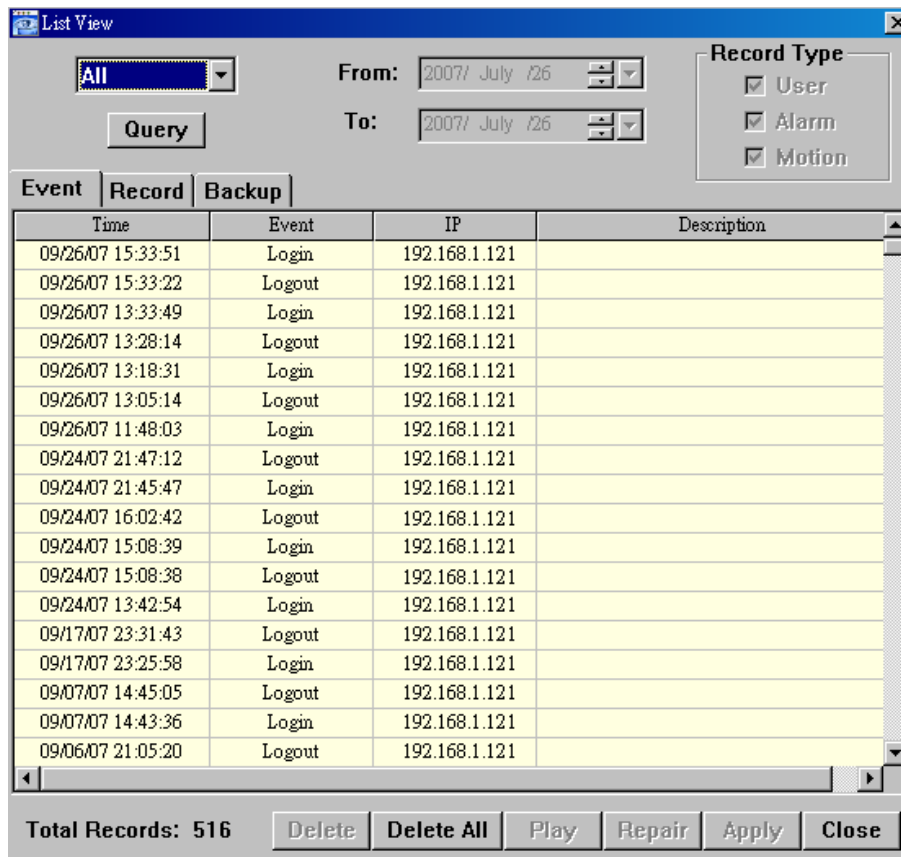 List View
All
From: 2007/ July /26
Record Type
User
Query
To: 2007/ July /26
Alarm
Motion
Event Record Backup
Time Event IP Description
09/26/07 15:33:51 Login 192.168.1.121
09/26/07 15:33:22 Logout 192.168.1.121
09/26/07 13:33:49 Login 192.168.1.121
09/26/07 13:28:14 Logout 192.168.1.121
09/26/07 13:18:31 Login 192.168.1.121
09/26/07 13:05:14 Logout 192.168.1.121
09/26/07 11:48:03 Login 192.168.1.121
09/24/07 21:47:12 Logout 192.168.1.121
09/24/07 21:45:47 Login 192.168.1.121
09/24/07 16:02:42 Logout 192.168.1.121
09/24/07 15:08:39 Login 192.168.1.121
09/24/07 15:08:38 Logout 192.168.1.121
09/24/07 13:42:54 Login 192.168.1.121
09/17/07 23:31:43 Logout 192.168.1.121
09/17/07 23:25:58 Login 192.168.1.121
09/07/07 14:45:05 Logout 192.168.1.121
09/07/07 14:43:36 Login 192.168.1.121
09/06/07 21:05:20 Logout 192.168.1.121
Total Records: 516 Delete Delete All Play Repair Apply Close